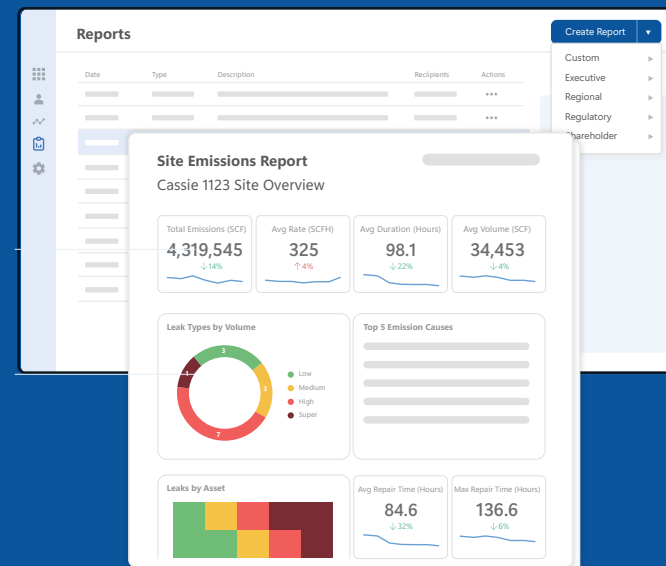 Reports
Create Report
Date Type Description Recipients Actions
Custom
Executive
Regional
Regulatory
Shareholder
Site Emissions Report
Cassie 1123 Site Overview
Total Emissions (SCF) Avg Rate (SCFH) Avg Duration (Hours) Avg Volume (SCF)
4,319,545 325 98.1 34,453
↓14% ↑4% ↓22% ↓4%
Leak Types by Volume Top 5 Emission Causes
3
1
3
7
Low
Medium
High
Super
Leaks by Asset Avg Repair Time (Hours) Max Repair Time (Hours)
84.6 136.6
↓32% ↓6%